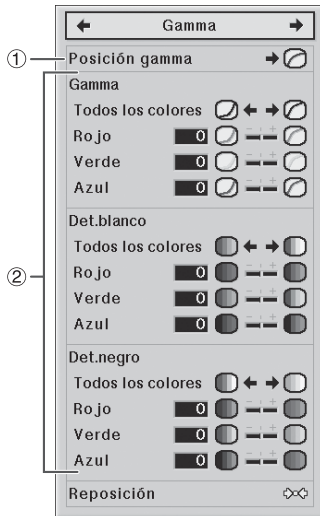 Gamma
① Posición gamma
Gamma
Todos los colores
Rojo 0
Verde 0
Azul 0
② Det.blanco
Todos los colores
Rojo 0
Verde 0
Azul 0
Det.negro
Todos los colores
Rojo 0
Verde 0
Azul 0
Reposición